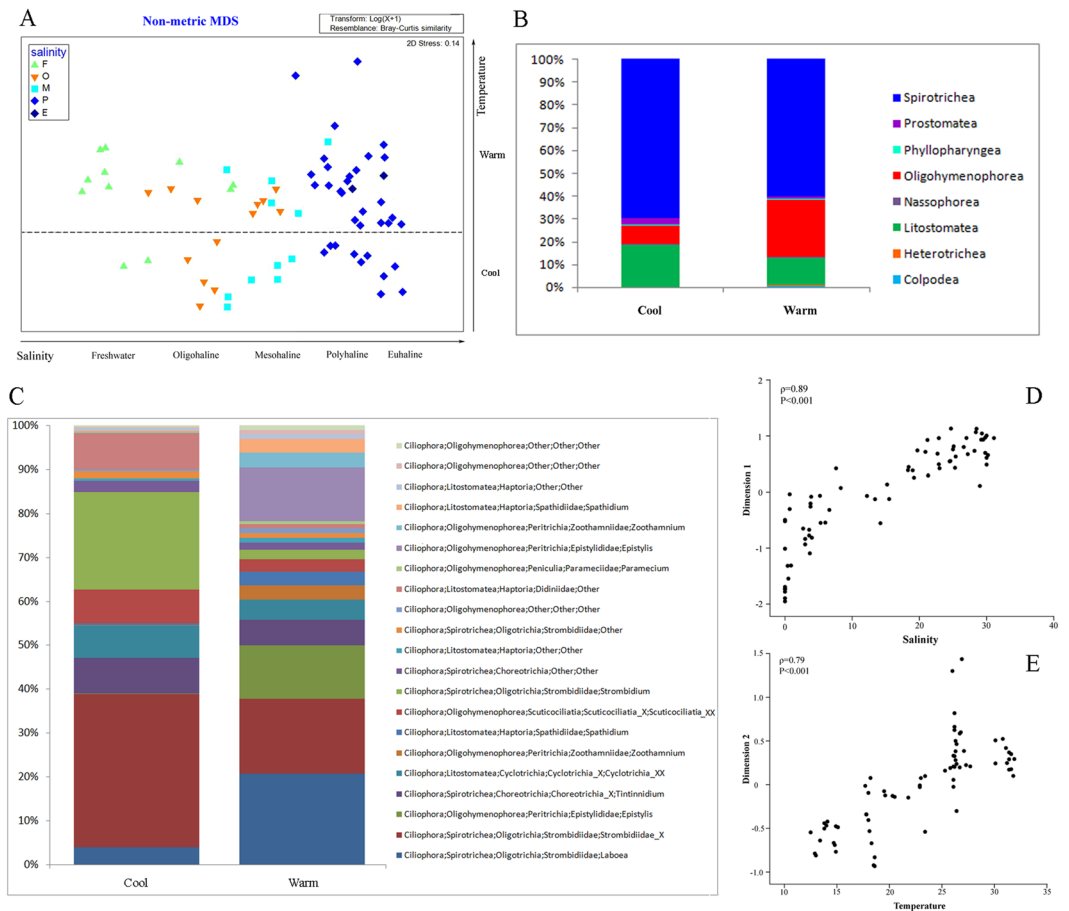 A
Non-metric MDS
Transform: Log(X+1)
Resemblance: Bray-Curtis similarity
2D Stress: 0.14
salinity
F
O
M
P
E
Temperature
Warm
Cool
Salinity
Freshwater
Oligohaline
Mesohaline
Polyhaline
Euhaline
B
100%
90%
80%
70%
60%
50%
40%
30%
20%
10%
0%
Cool
Warm
Spirotrichea
Prostomatea
Phyllopharyngea
Oligohymenophorea
Nassophorea
Litostomatea
Heterotrichea
Colpodea
C
100%
90%
80%
70%
60%
50%
40%
30%
20%
10%
0%
Cool
Warm
Ciliophora;Oligohymenophorea;Other;Other;Other
Ciliophora;Oligohymenophorea;Other;Other;Other
Ciliophora;Litostomatea;Haptoria;Other;Other
Ciliophora;Litostomatea;Haptoria;Spathidiidae;Spathidium
Ciliophora;Oligohymenophorea;Peritrichia;Zoothamniidae;Zoothamnium
Ciliophora;Oligohymenophorea;Peritrichia;Epistylididae;Epistylis
Ciliophora;Oligohymenophorea;Peniculia;Parameciidae;Paramecium
Ciliophora;Litostomatea;Haptoria;Didiniidae;Other
Ciliophora;Oligohymenophorea;Other;Other;Other
Ciliophora;Spirotrichea;Oligotrichia;Strombidiidae;Other
Ciliophora;Litostomatea;Haptoria;Other;Other
Ciliophora;Spirotrichea;Choreotrichia;Other;Other
Ciliophora;Spirotrichea;Oligotrichia;Strombidiidae;Strombidium
Ciliophora;Oligohymenophorea;Scuticociliatia;Scuticociliatia_X;Scuticociliatia_XX
Ciliophora;Litostomatea;Haptoria;Spathidiidae;Spathidium
Ciliophora;Oligohymenophorea;Peritrichia;Zoothamniidae;Zoothamnium
Ciliophora;Litostomatea;Cyclotrichia;Cyclotrichia_X;Cyclotrichia_XX
Ciliophora;Spirotrichea;Choreotrichia;Choreotrichia_X;Tintinnidium
Ciliophora;Oligohymenophorea;Peritrichia;Epistylididae;Epistylis
Ciliophora;Spirotrichea;Oligotrichia;Strombidiidae;Strombidiidae_X
Ciliophora;Spirotrichea;Oligotrichia;Strombidiidae;Laboea
D
ρ=0.89
P<0.001
2
1
0
-1
-2
Dimension 1
0
10
20
30
40
Salinity
E
ρ=0.79
P<0.001
1.5
1.0
0.5
0
-0.5
-1.0
Dimension 2
10
15
20
25
30
35
Temperature